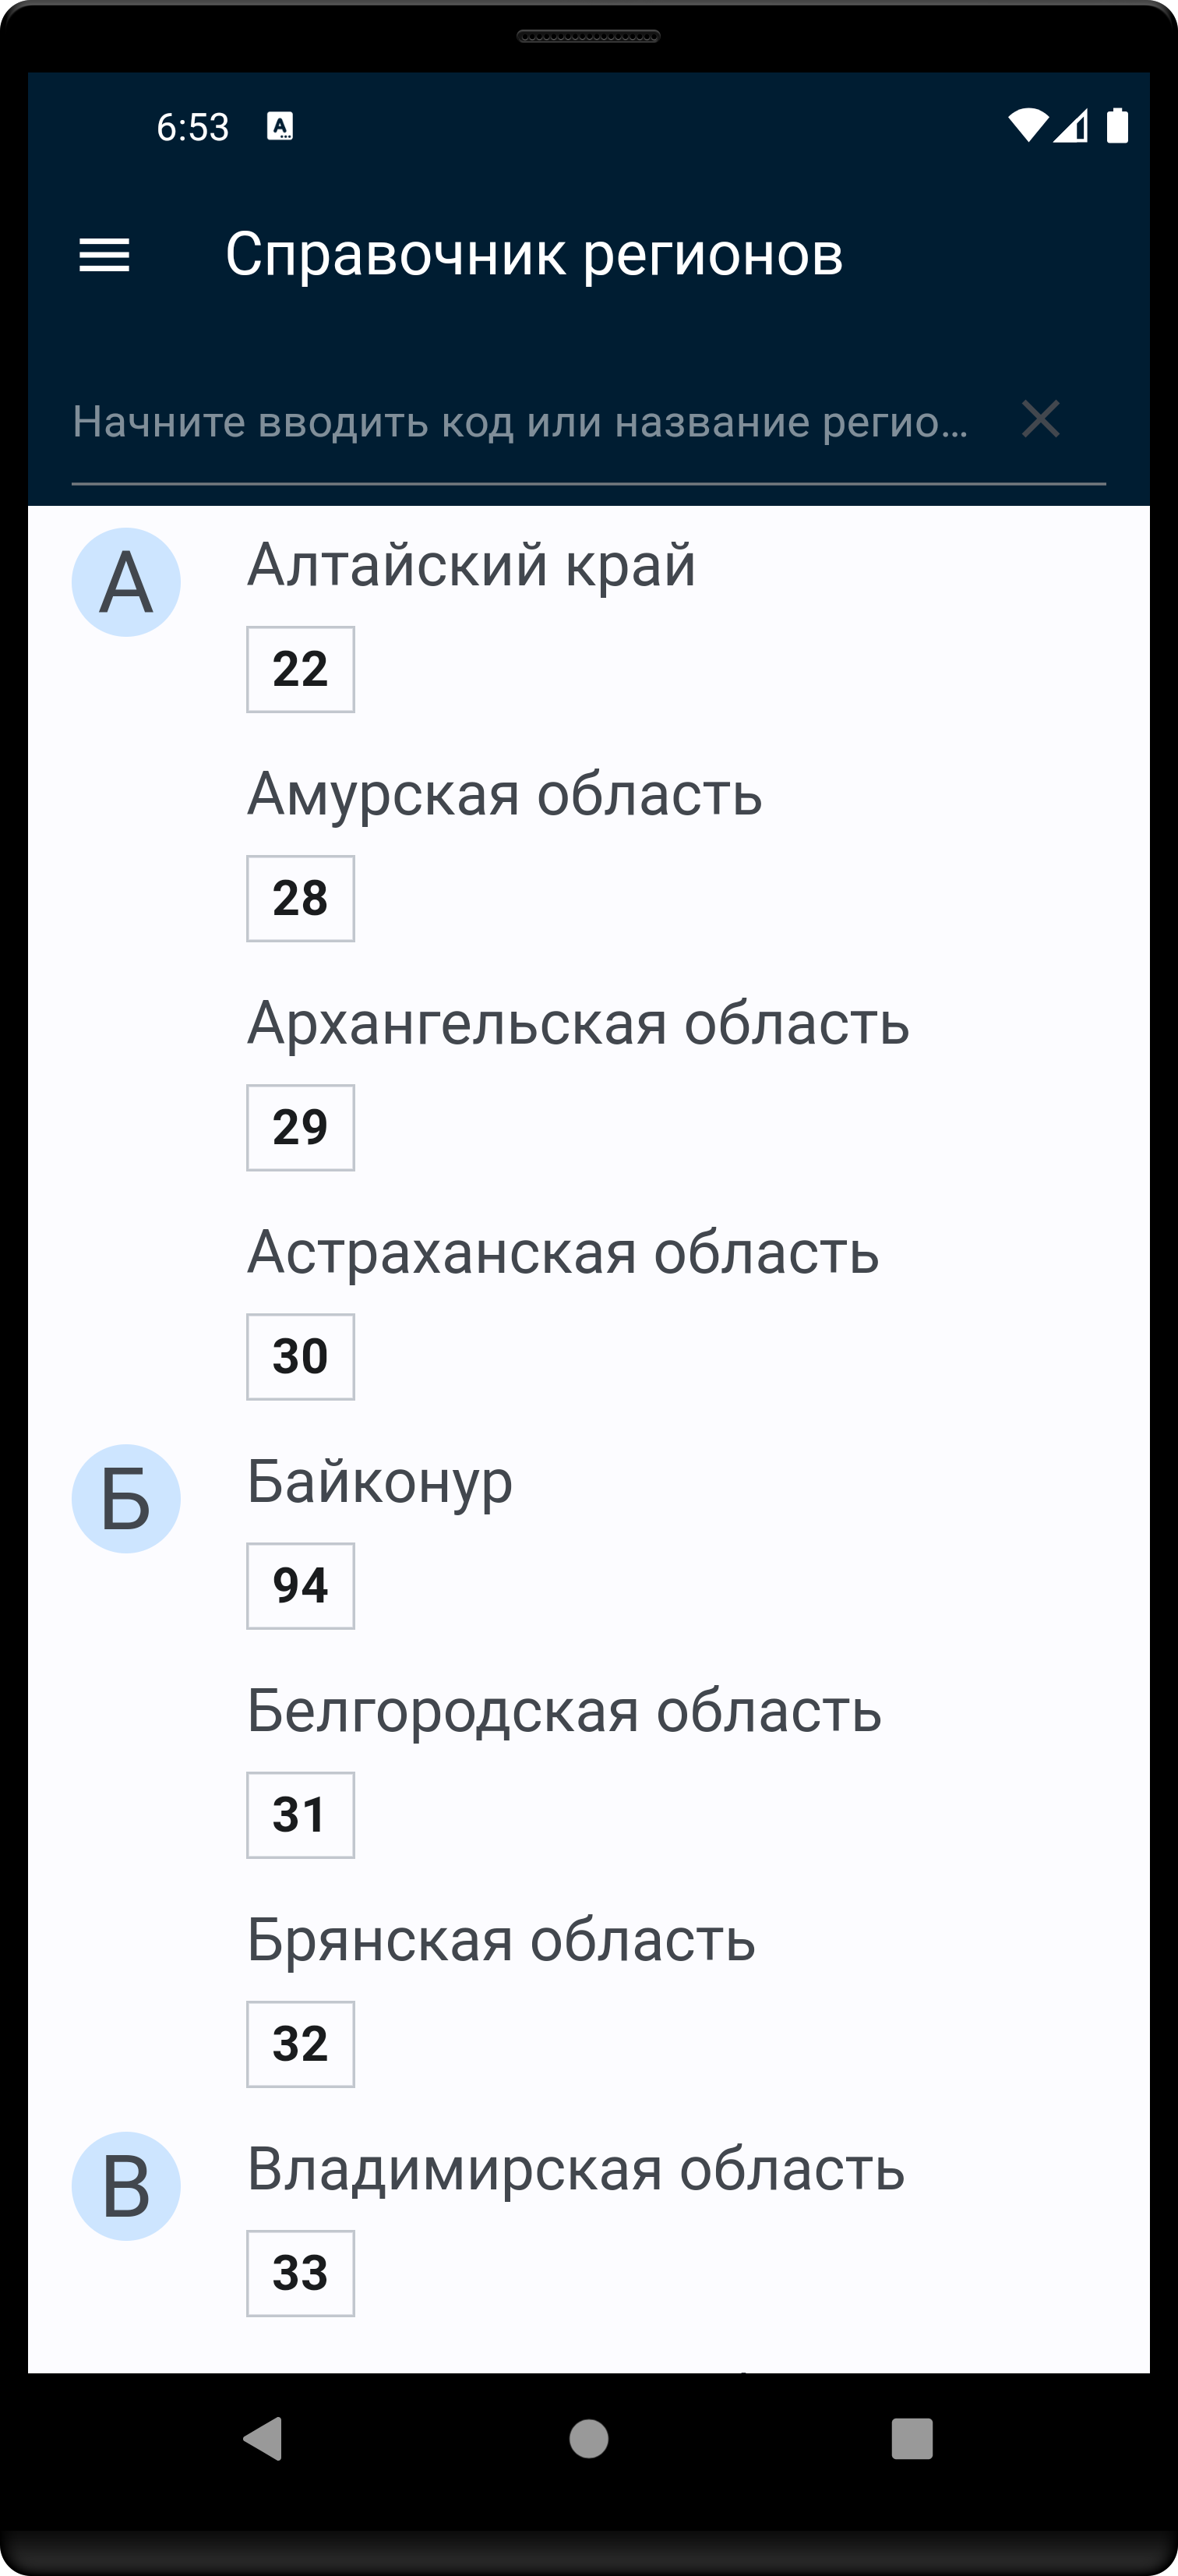 6:53 A
Справочник регионов
Начните вводить код или название регио...
А Алтайский край
22
Амурская область
28
Архангельская область
29
Астраханская область
30
Б Байконур
94
Белгородская область
31
Брянская область
32
В Владимирская область
33